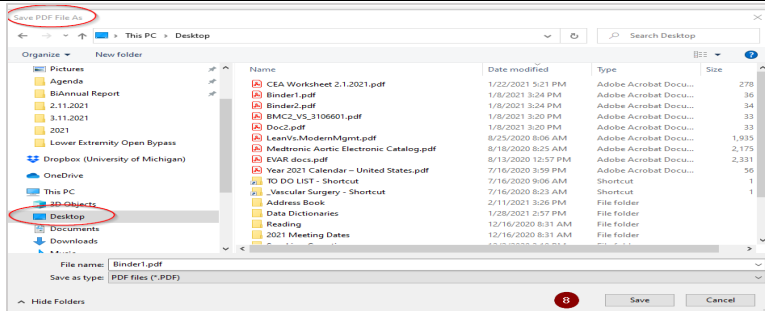 Save PDF File As
This PC > Desktop
Search Desktop
Organize
New folder
Pictures
Agenda
BiAnnual Report
2.11.2021
3.11.2021
2021
Lower Extremity Open Bypass
Dropbox (University of Michigan)
OneDrive
This PC
3D Objects
Desktop
Documents
Downloads
Music
Name Date modified Type Size
CEA Worksheet 2.1.2021.pdf 1/22/2021 5:21 PM Adobe Acrobat Docu... 278
Binder1.pdf 1/8/2021 3:24 PM Adobe Acrobat Docu... 36
Binder2.pdf 1/8/2021 3:24 PM Adobe Acrobat Docu... 34
BMC2_VS_3106601.pdf 1/8/2021 3:20 PM Adobe Acrobat Docu... 33
Doc2.pdf 1/8/2021 3:20 PM Adobe Acrobat Docu... 33
LeanVs.ModernMgmt.pdf 8/25/2020 8:06 AM Adobe Acrobat Docu... 1,935
Medtronic Aortic Electronic Catalog.pdf 8/18/2020 8:25 AM Adobe Acrobat Docu... 2,175
EVAR docs.pdf 8/13/2020 12:57 PM Adobe Acrobat Docu... 2,331
Year 2021 Calendar – United States.pdf 7/16/2020 3:59 PM Adobe Acrobat Docu... 56
TO DO LIST - Shortcut 7/16/2020 9:06 AM Shortcut 1
_Vascular Surgery - Shortcut 7/16/2020 8:23 AM Shortcut 1
Address Book 2/11/2021 3:26 PM File folder
Data Dictionaries 1/28/2021 2:57 PM File folder
Reading 12/16/2020 8:31 AM File folder
2021 Meeting Dates 12/16/2020 8:31 AM File folder
File name: Binder1.pdf
Save as type: PDF files (*.PDF)
Hide Folders
8
Save
Cancel